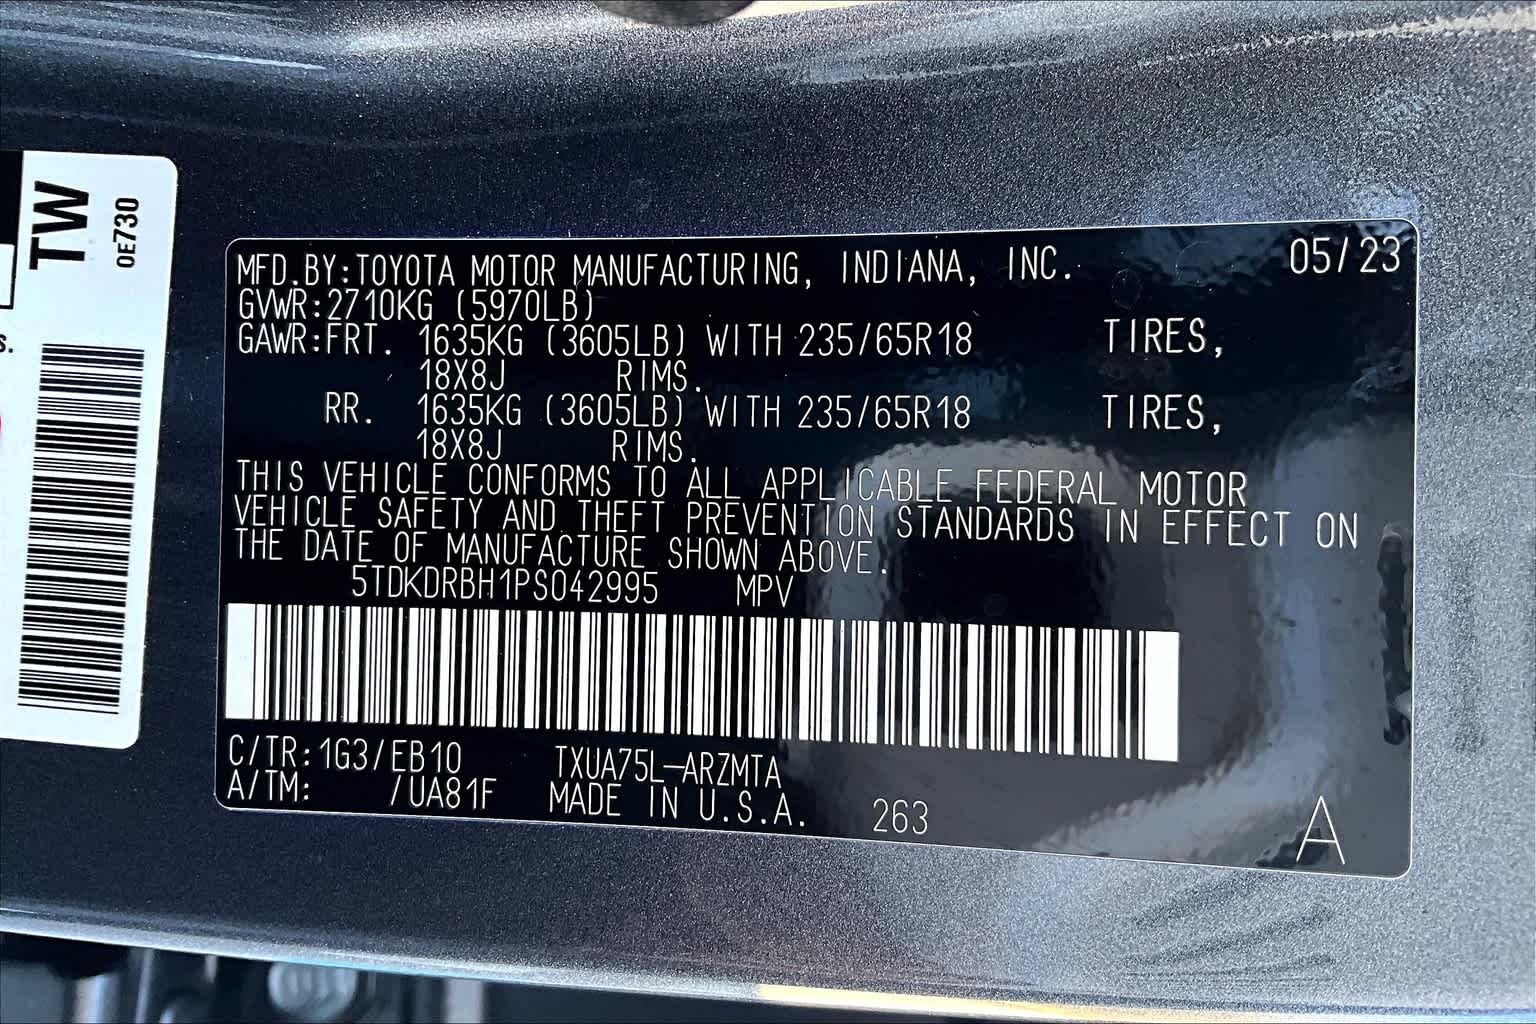 TW
OE730
S.
MFD.BY:TOYOTA MOTOR MANUFACTURING, INDIANA, INC. 05/23
GVWR:2710KG (5970LB)
GAWR:FRT. 1635KG (3605LB) WITH 235/65R18 TIRES,
18X8J RIMS.
RR. 1635KG (3605LB) WITH 235/65R18 TIRES,
18X8J RIMS.
THIS VEHICLE CONFORMS TO ALL APPLICABLE FEDERAL MOTOR
VEHICLE SAFETY AND THEFT PREVENTION STANDARDS IN EFFECT ON
THE DATE OF MANUFACTURE SHOWN ABOVE.
5TDKDRBH1PS042995 MPV
C/TR:1G3/EB10 TXUA75L-ARZMTA
A/TM: /UA81F MADE IN U.S.A. 263
A